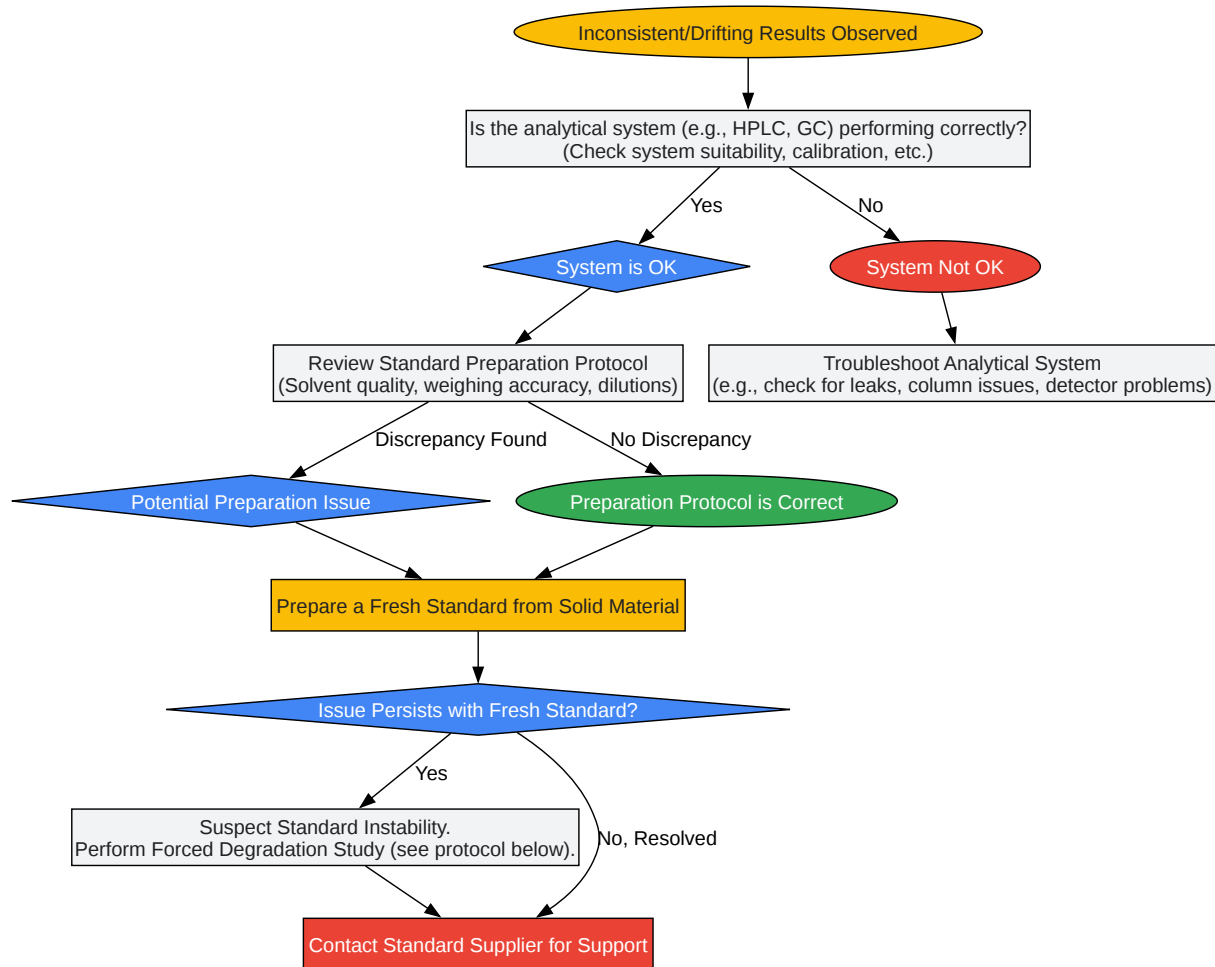 Inconsistent/Drifting Results Observed
Is the analytical system (e.g., HPLC, GC) performing correctly?
(Check system suitability, calibration, etc.)
Yes
No
System is OK
System Not OK
Review Standard Preparation Protocol
(Solvent quality, weighing accuracy, dilutions)
Troubleshoot Analytical System
(e.g., check for leaks, column issues, detector problems)
Discrepancy Found
No Discrepancy
Potential Preparation Issue
Preparation Protocol is Correct
Prepare a Fresh Standard from Solid Material
Issue Persists with Fresh Standard?
Yes
Suspect Standard Instability.
Perform Forced Degradation Study (see protocol below).
No, Resolved
Contact Standard Supplier for Support